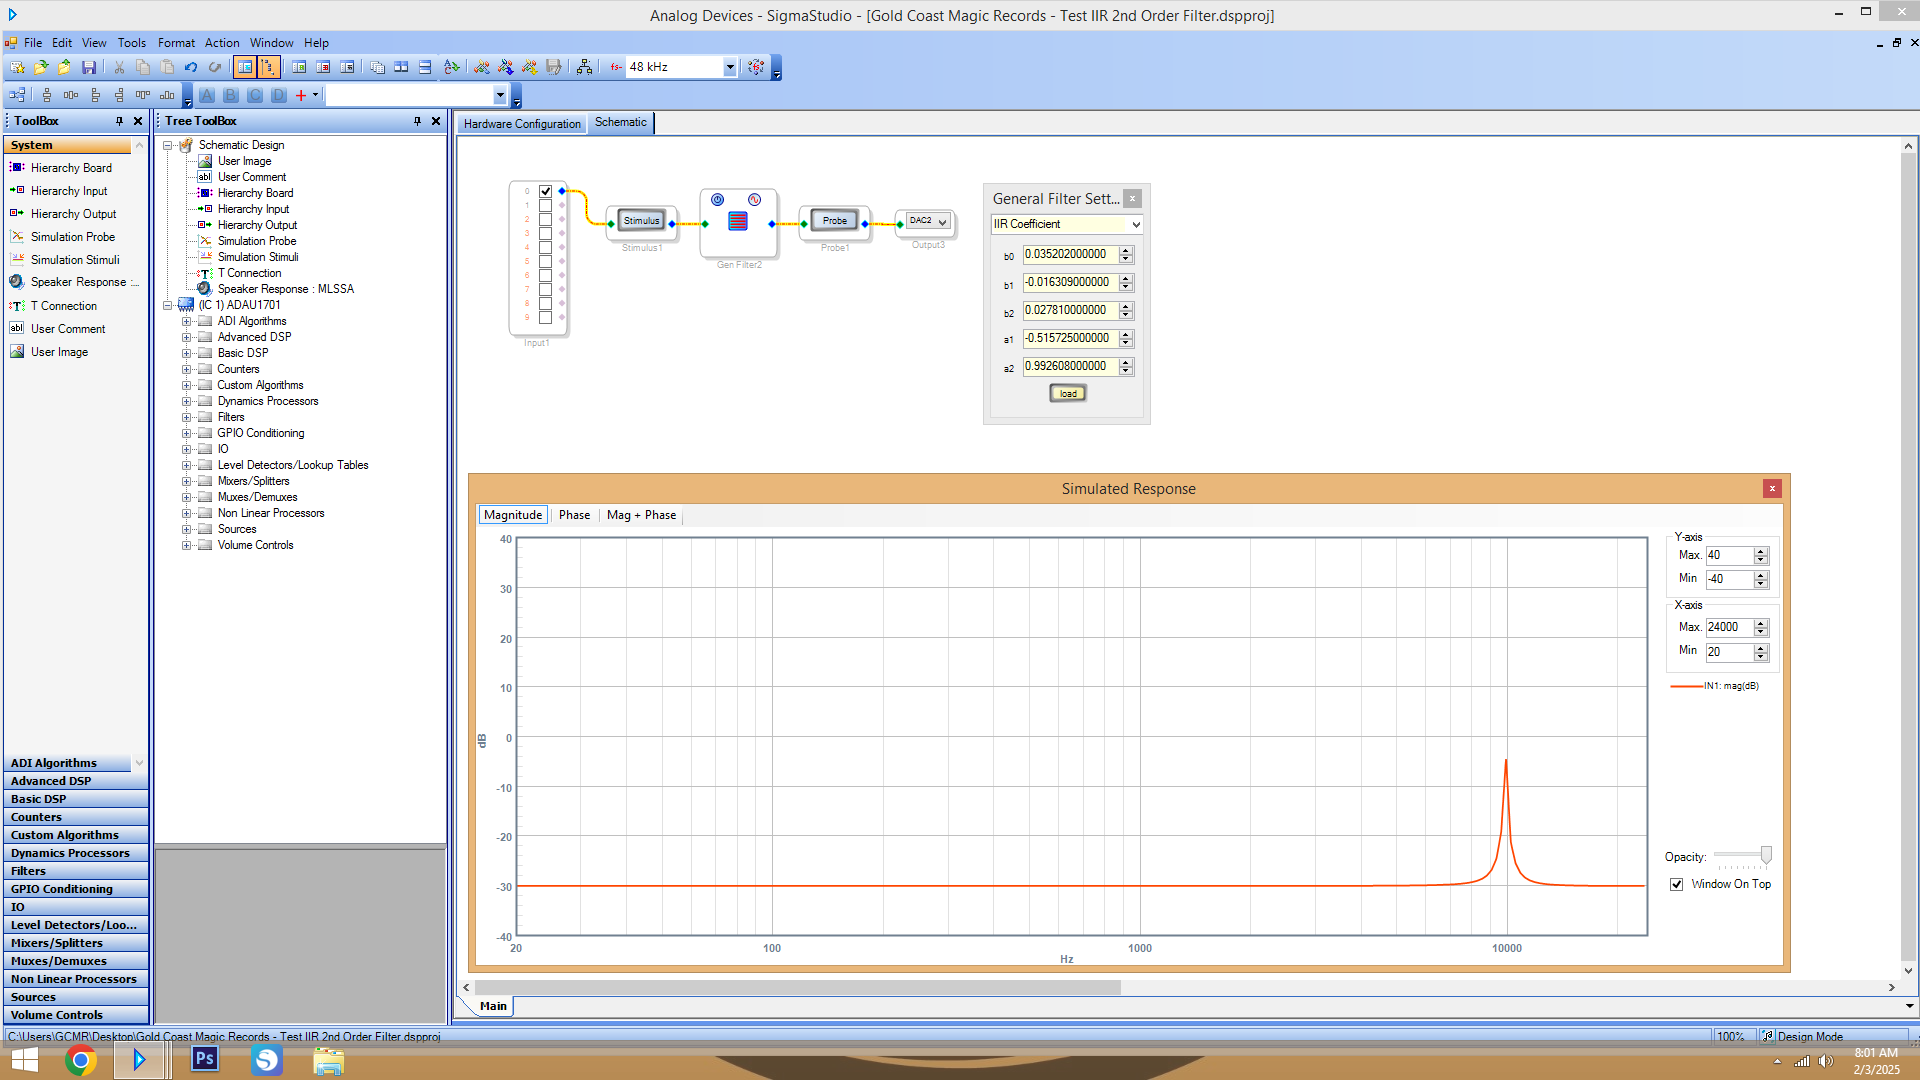 Analog Devices - SigmaStudio - [Gold Coast Magic Records - Test IIR 2nd Order Filter.dspproj]
File Edit View Tools Format Action Window Help
fs- 48 kHz
A B C D
ToolBox
System
Hierarchy Board
Hierarchy Input
Hierarchy Output
Simulation Probe
Simulation Stimuli
Speaker Response :...
T Connection
abl User Comment
User Image
ADI Algorithms
Advanced DSP
Basic DSP
Counters
Custom Algorithms
Dynamics Processors
Filters
GPIO Conditioning
IO
Level Detectors/Loo...
Mixers/Splitters
Muxes/Demuxes
Non Linear Processors
Sources
Volume Controls
Tree ToolBox
Schematic Design
User Image
abl User Comment
Hierarchy Board
Hierarchy Input
Hierarchy Output
Simulation Probe
Simulation Stimuli
T Connection
Speaker Response : MLSSA
(IC 1) ADAU1701
ADI Algorithms
Advanced DSP
Basic DSP
Counters
Custom Algorithms
Dynamics Processors
Filters
GPIO Conditioning
IO
Level Detectors/Lookup Tables
Mixers/Splitters
Muxes/Demuxes
Non Linear Processors
Sources
Volume Controls
Hardware Configuration Schematic
0
1
2
3
4
5
6
7
8
9
Input1
Stimulus
Stimulus1
Gen Filter2
Probe
Probe1
DAC2
Output3
General Filter Sett... x
IIR Coefficient
b0 0.035202000000
b1 -0.016309000000
b2 0.027810000000
a1 -0.515725000000
a2 0.992608000000
load
Simulated Response
Magnitude Phase Mag + Phase
40
30
20
10
0
-10
-20
-30
-40
dB
20 100 1000 10000
Hz
Y-axis
Max. 40
Min -40
X-axis
Max. 24000
Min 20
IN1: mag(dB)
Opacity:
Window On Top
Main
C:\Users\GCMR\Desktop\Gold Coast Magic Records - Test IIR 2nd Order Filter.dspproj
100% Design Mode
Ps
S
8:01 AM
2/3/2025